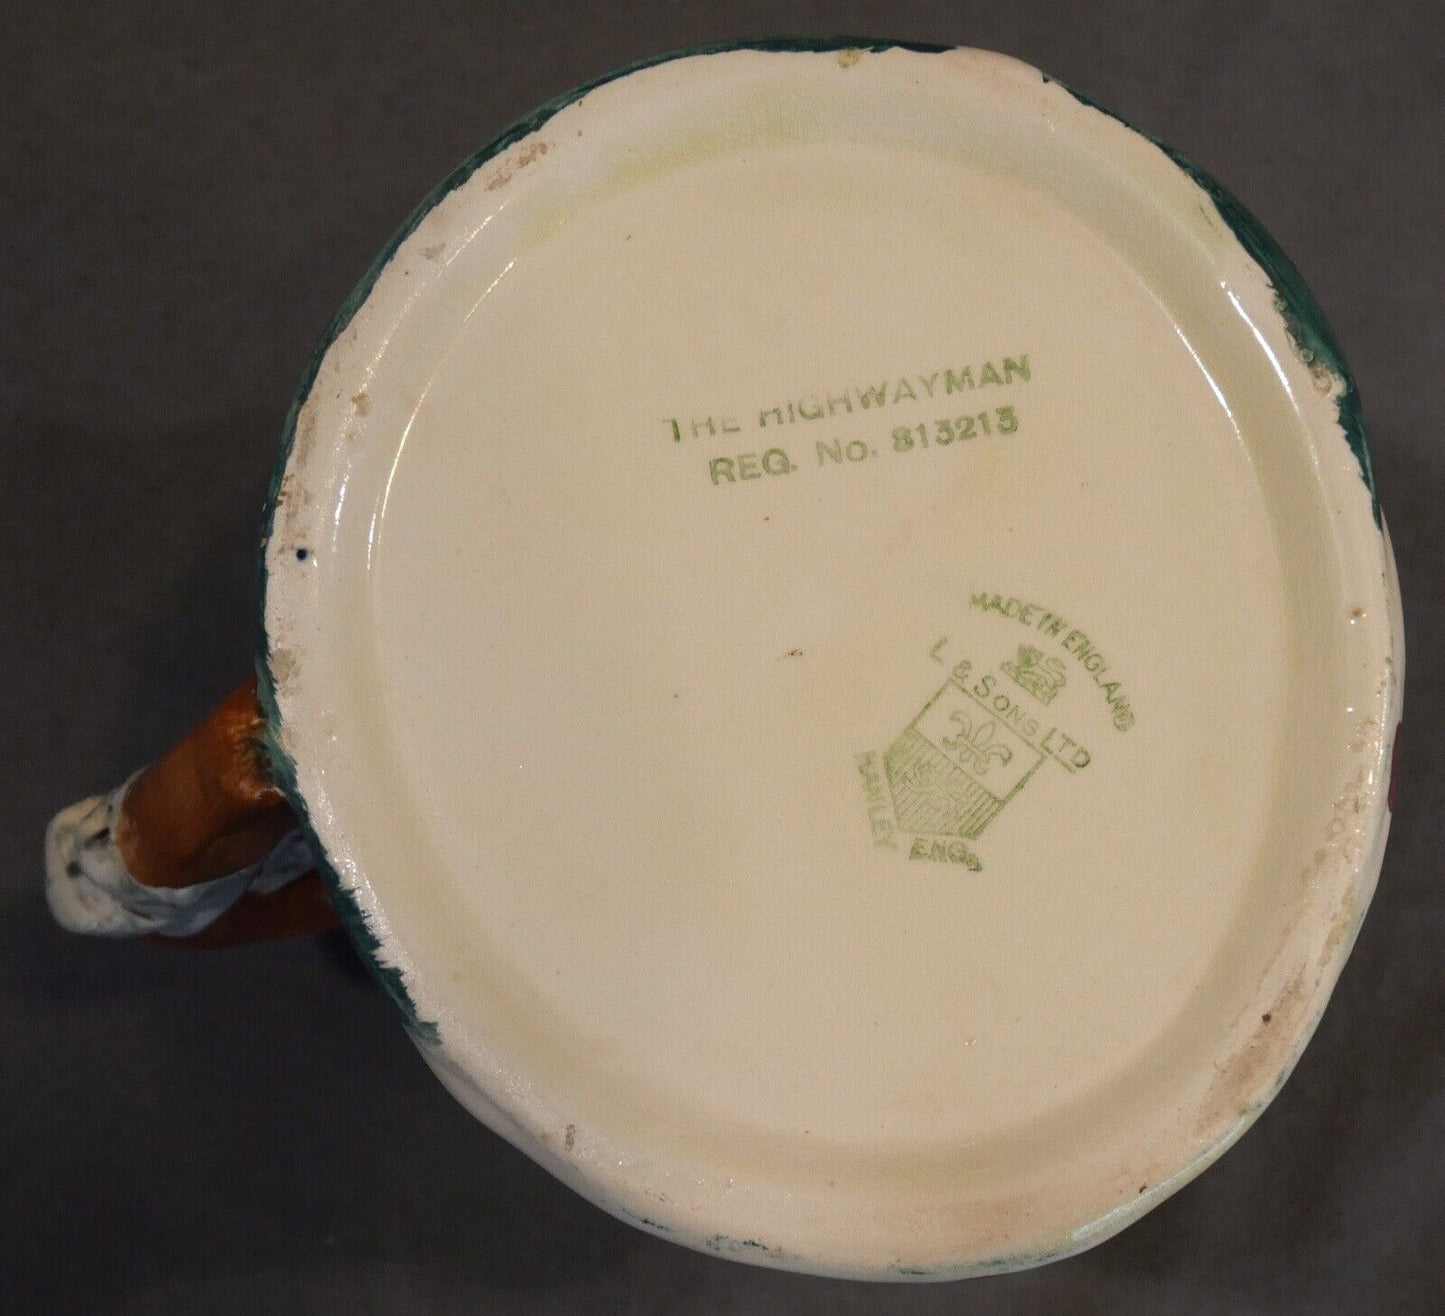 THE HIGHWAYMAN
REG. No. 813213
MADE IN ENGLAND
L & SONS LTD
HANLEY ENG.